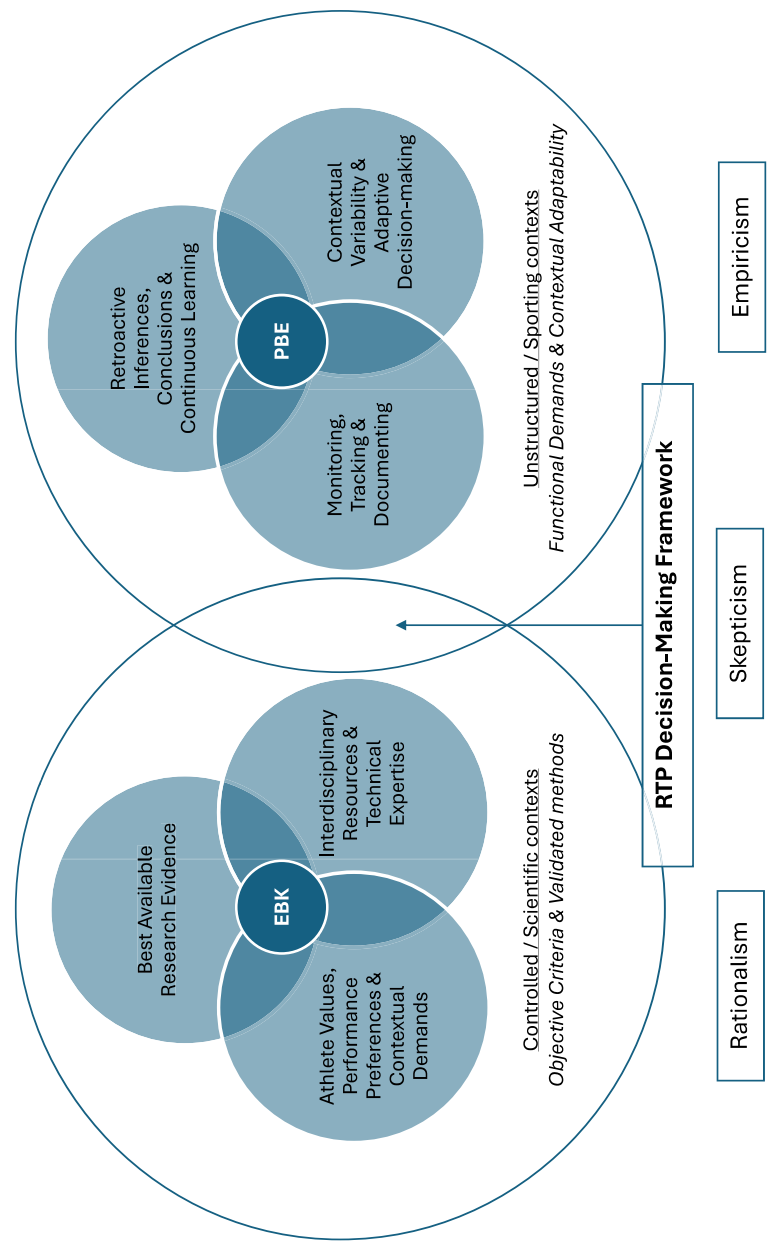 Best Available
Research Evidence
Athlete Values,
Performance
Preferences &
Contextual
Demands
EBK
Interdisciplinary
Resources &
Technical
Expertise
Controlled / Scientific contexts
Objective Criteria & Validated methods
Retroactive
Inferences,
Conclusions &
Continuous Learning
Monitoring,
Tracking &
Documenting
PBE
Contextual
Variability &
Adaptive
Decision-making
Unstructured / Sporting contexts
Functional Demands & Contextual Adaptability
RTP Decision-Making Framework
Rationalism
Skepticism
Empiricism